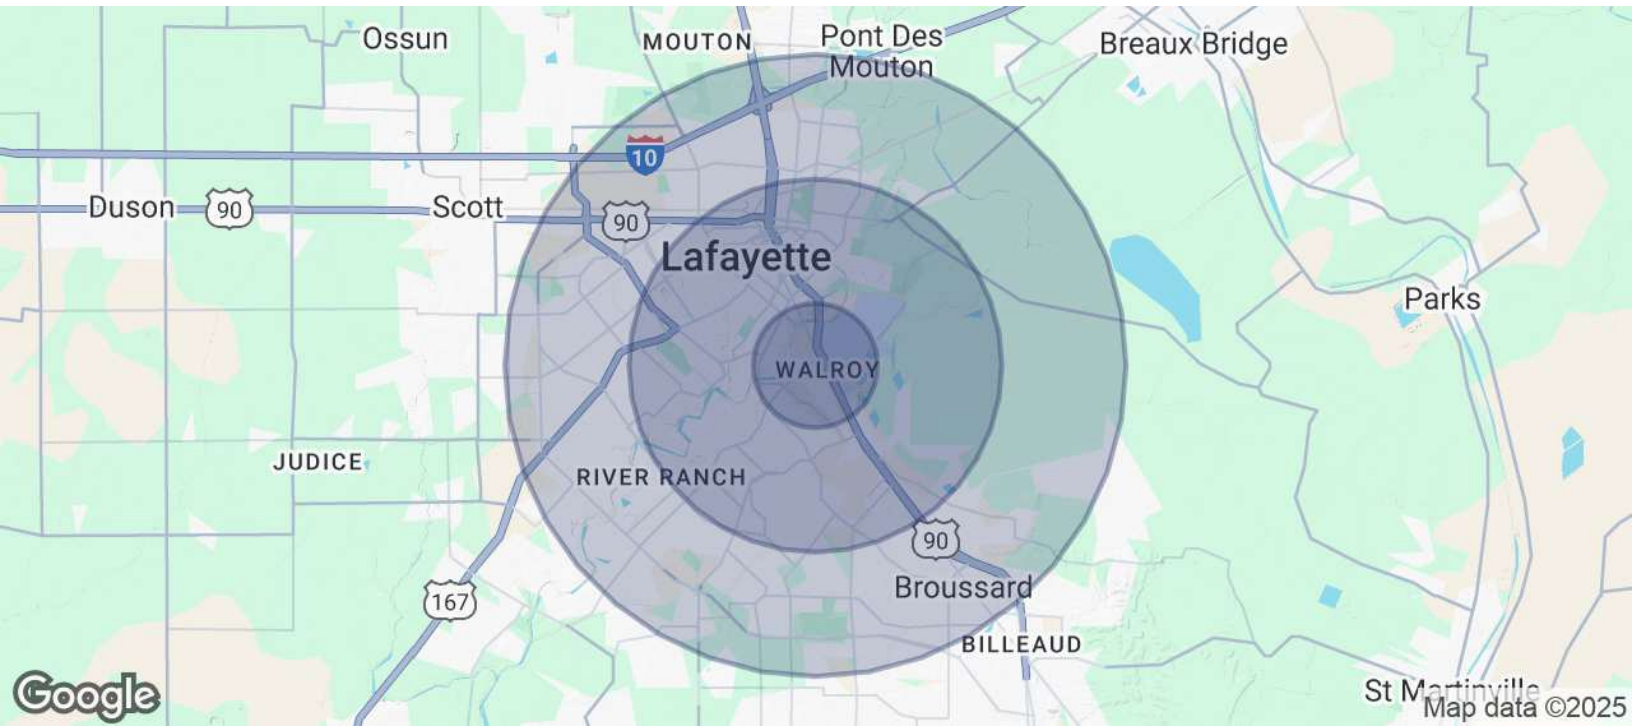 Ossun
MOUTON
Pont Des
Mouton
Breaux Bridge
10
Duson
90
Scott
90
Lafayette
Parks
WALROY
JUDICE
RIVER RANCH
90
Broussard
167
BILLEAUD
St Martinville
Google
Map data ©2025